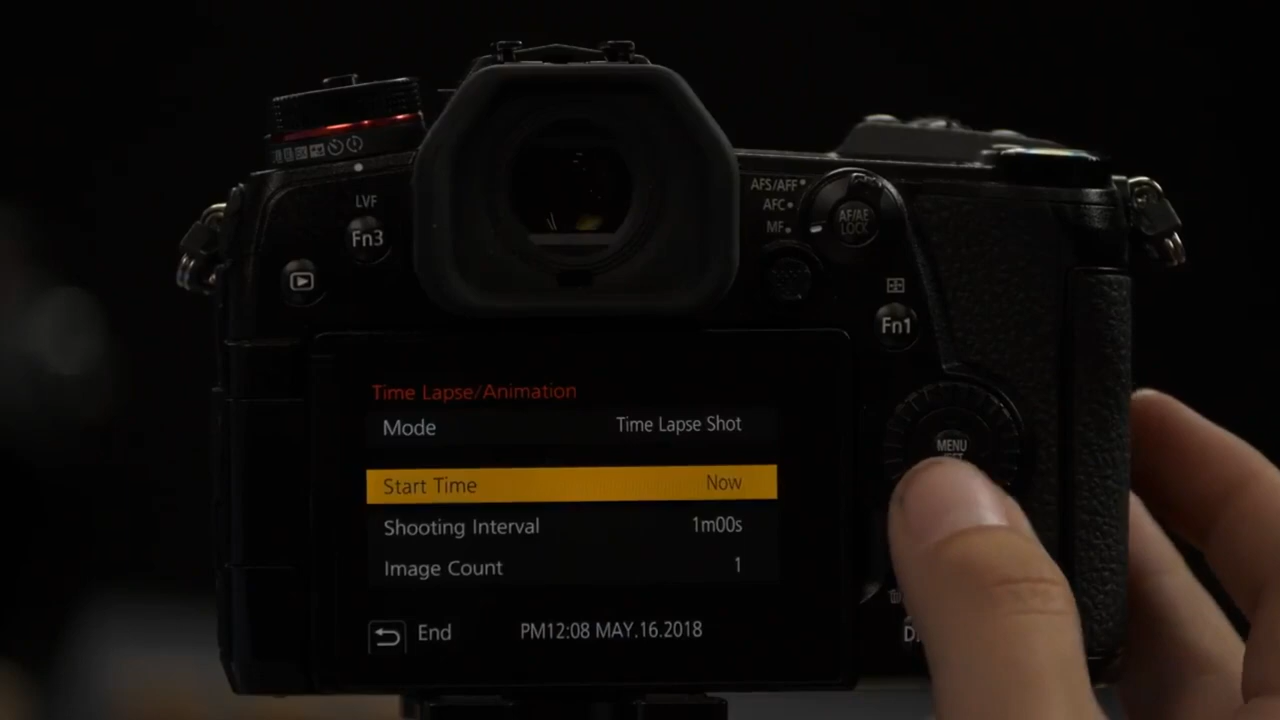 LVF
Fn3
AFS/AFF
AFC
MF
AF/AE
LOCK
Fn1
MENU
Time Lapse/Animation
Mode Time Lapse Shot
Start Time Now
Shooting Interval 1m00s
Image Count 1
End PM12:08 MAY.16.2018